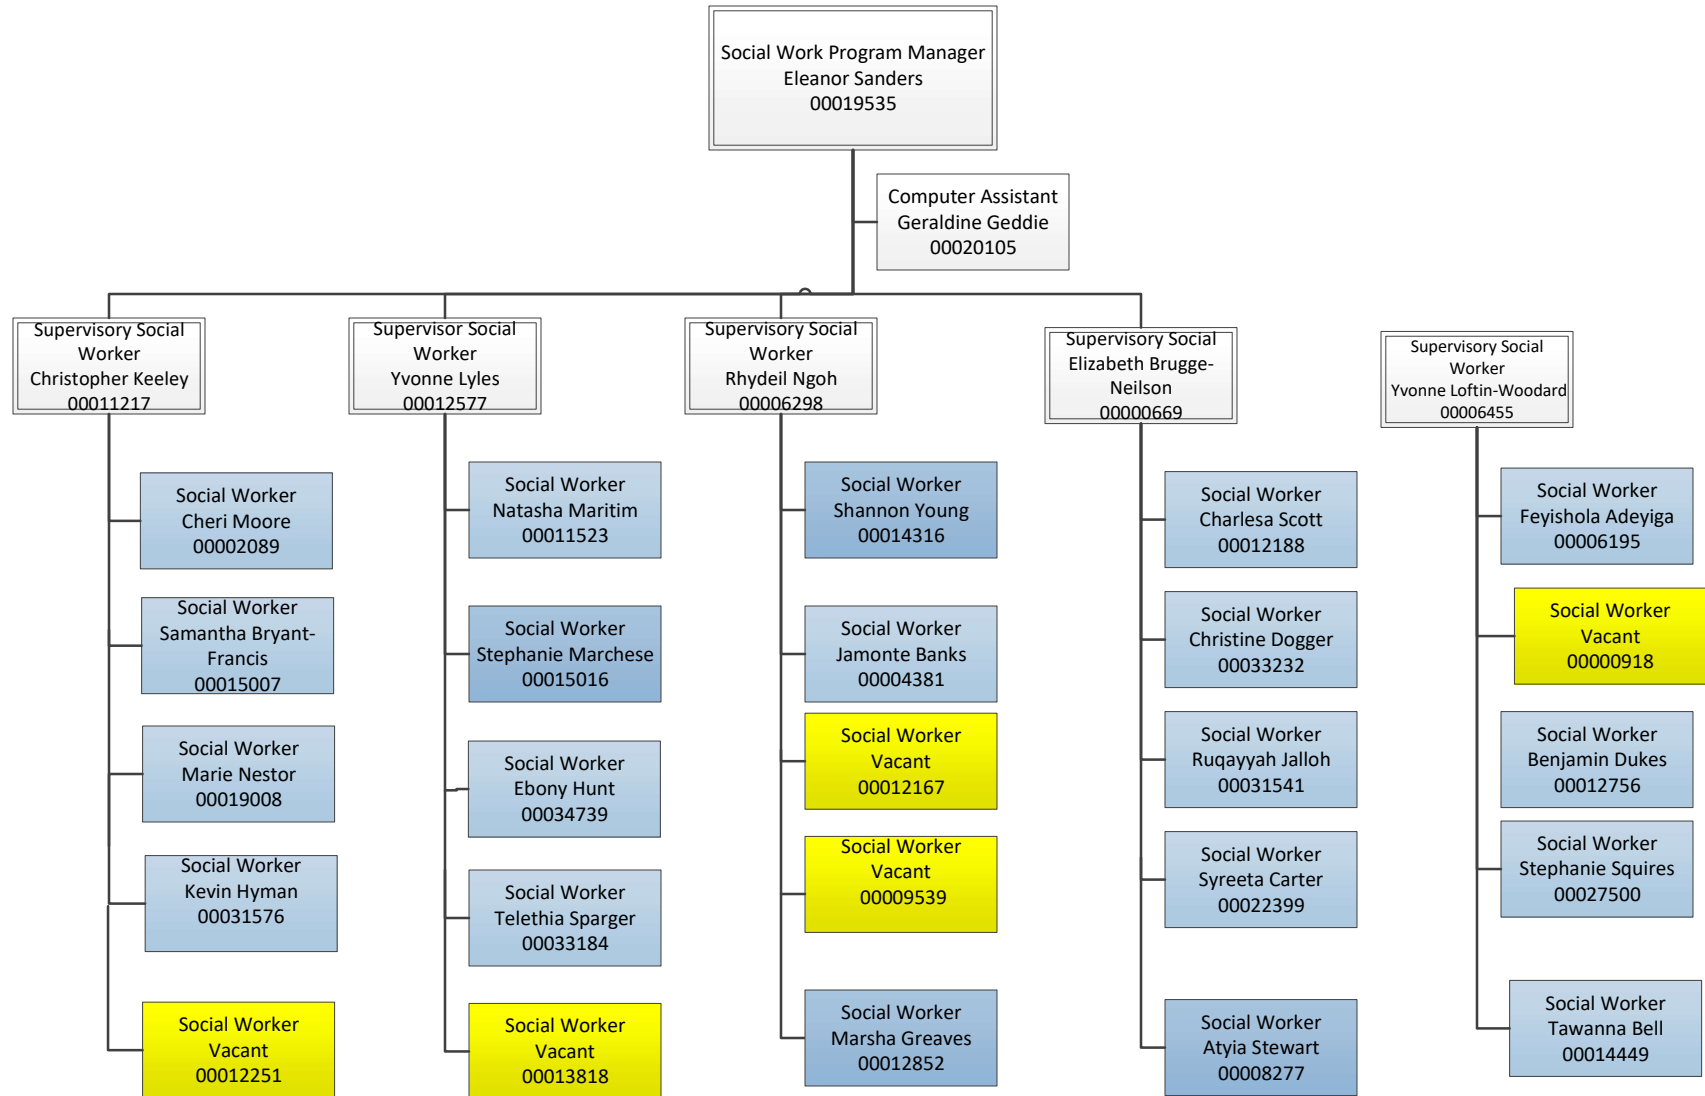 Social Work Program Manager
Eleanor Sanders
00019535
Computer Assistant
Geraldine Geddie
00020105
Supervisory Social
Worker
Christopher Keeley
00011217
Social Worker
Cheri Moore
00002089
Social Worker
Samantha Bryant-
Francis
00015007
Social Worker
Marie Nestor
00019008
Social Worker
Kevin Hyman
00031576
Social Worker
Vacant
00012251
Supervisor Social
Worker
Yvonne Lyles
00012577
Social Worker
Natasha Maritim
00011523
Social Worker
Stephanie Marchese
00015016
Social Worker
Ebony Hunt
00034739
Social Worker
Telethia Sparger
00033184
Social Worker
Vacant
00013818
Supervisory Social
Worker
Rhydeil Ngoh
00006298
Social Worker
Shannon Young
00014316
Social Worker
Jamonte Banks
00004381
Social Worker
Vacant
00012167
Social Worker
Vacant
00009539
Social Worker
Marsha Greaves
00012852
Supervisory Social
Elizabeth Brugge-
Neilson
00000669
Social Worker
Charlesa Scott
00012188
Social Worker
Christine Dogger
00033232
Social Worker
Ruqayyah Jalloh
00031541
Social Worker
Syreeta Carter
00022399
Social Worker
Atyia Stewart
00008277
Supervisory Social
Worker
Yvonne Loftin-Woodard
00006455
Social Worker
Feyishola Adeyiga
00006195
Social Worker
Vacant
00000918
Social Worker
Benjamin Dukes
00012756
Social Worker
Stephanie Squires
00027500
Social Worker
Tawanna Bell
00014449